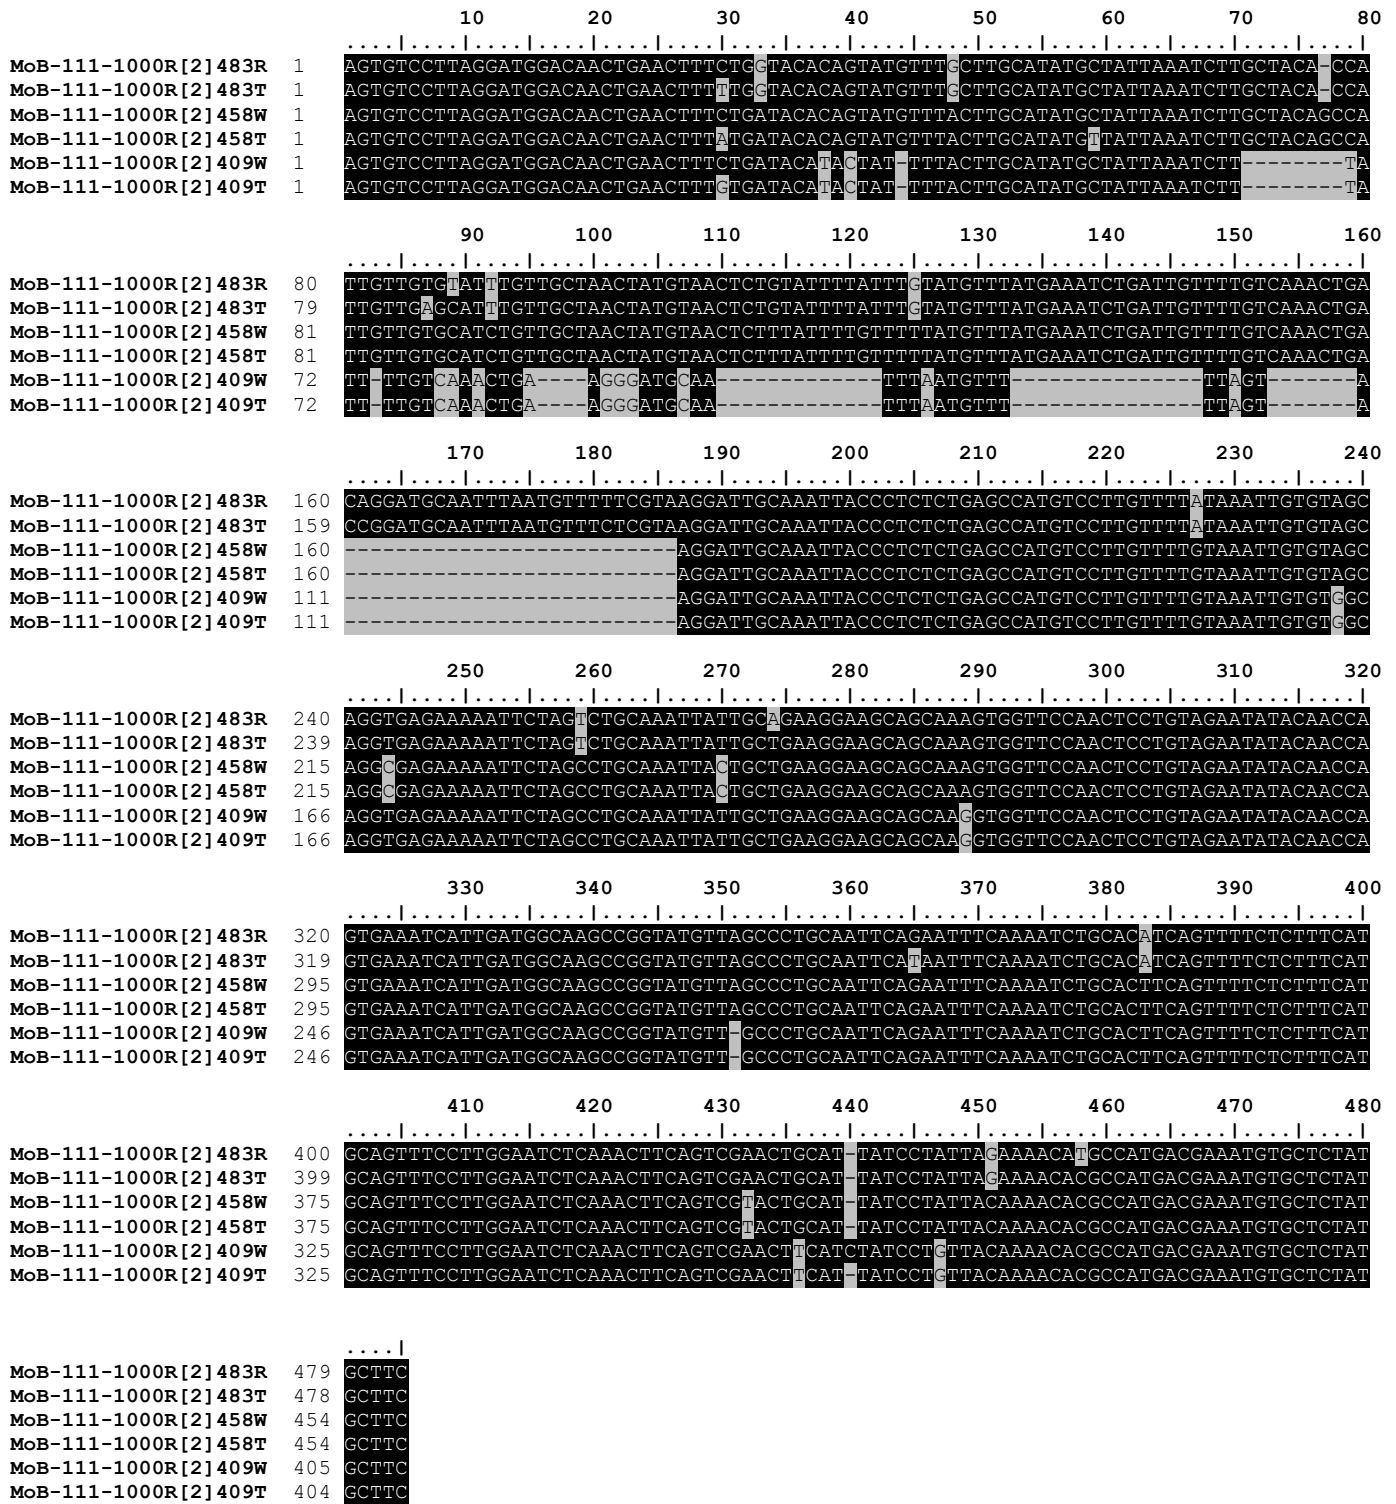 10 20 30 40 50 60 70 80
....|....|....|....|....|....|....|....|....|....|....|....|....|....|....|....|
MoB-111-1000R[2]483R 1 AGTGTCCTTAGGATGGACAACTGAACTTTCTGGTACACAGTATGTTTGCTTGCATATGCTATTAAATCTTGCTACA-CCA
MoB-111-1000R[2]483T 1 AGTGTCCTTAGGATGGACAACTGAACTTTTTGGTACACAGTATGTTTGCTTGCATATGCTATTAAATCTTGCTACA-CCA
MoB-111-1000R[2]458W 1 AGTGTCCTTAGGATGGACAACTGAACTTTCTGATACACAGTATGTTTACTTGCATATGCTATTAAATCTTGCTACAGCCA
MoB-111-1000R[2]458T 1 AGTGTCCTTAGGATGGACAACTGAACTTTATGATACACAGTATGTTTACTTGCATATGTTATTAAATCTTGCTACAGCCA
MoB-111-1000R[2]409W 1 AGTGTCCTTAGGATGGACAACTGAACTTTCTGATACATACTAT-TTTACTTGCATATGCTATTAAATCTT--------TA
MoB-111-1000R[2]409T 1 AGTGTCCTTAGGATGGACAACTGAACTTTGTGATACATACTAT-TTTACTTGCATATGCTATTAAATCTT--------TA
90 100 110 120 130 140 150 160
....|....|....|....|....|....|....|....|....|....|....|....|....|....|....|....|
MoB-111-1000R[2]483R 80 TTGTTGTGTATTTGTTGCTAACTATGTAACTCTGTATTTTATTTGTATGTTTATGAAATCTGATTGTTTTGTCAAACTGA
MoB-111-1000R[2]483T 79 TTGTTGAGCATTTGTTGCTAACTATGTAACTCTGTATTTTATTTGTATGTTTATGAAATCTGATTGTTTTGTCAAACTGA
MoB-111-1000R[2]458W 81 TTGTTGTGCATCTGTTGCTAACTATGTAACTCTTTATTTTGTTTTTATGTTTATGAAATCTGATTGTTTTGTCAAACTGA
MoB-111-1000R[2]458T 81 TTGTTGTGCATCTGTTGCTAACTATGTAACTCTTTATTTTGTTTTTATGTTTATGAAATCTGATTGTTTTGTCAAACTGA
MoB-111-1000R[2]409W 72 TT-TTGTCAAACTGA----AGGGATGCAA-------------TTTAATGTTT---------------TTAGT-------A
MoB-111-1000R[2]409T 72 TT-TTGTCAAACTGA----AGGGATGCAA-------------TTTAATGTTT---------------TTAGT-------A
170 180 190 200 210 220 230 240
....|....|....|....|....|....|....|....|....|....|....|....|....|....|....|....|
MoB-111-1000R[2]483R 160 CAGGATGCAATTTAATGTTTTTCGTAAGGATTGCAAATTACCCTCTCTGAGCCATGTCCTTGTTTTATAAATTGTGTAGC
MoB-111-1000R[2]483T 159 CCGGATGCAATTTAATGTTTCTCGTAAGGATTGCAAATTACCCTCTCTGAGCCATGTCCTTGTTTTATAAATTGTGTAGC
MoB-111-1000R[2]458W 160 --------------------------AGGATTGCAAATTACCCTCTCTGAGCCATGTCCTTGTTTTGTAAATTGTGTAGC
MoB-111-1000R[2]458T 160 --------------------------AGGATTGCAAATTACCCTCTCTGAGCCATGTCCTTGTTTTGTAAATTGTGTAGC
MoB-111-1000R[2]409W 111 --------------------------AGGATTGCAAATTACCCTCTCTGAGCCATGTCCTTGTTTTGTAAATTGTGTGGC
MoB-111-1000R[2]409T 111 --------------------------AGGATTGCAAATTACCCTCTCTGAGCCATGTCCTTGTTTTGTAAATTGTGTGGC
250 260 270 280 290 300 310 320
....|....|....|....|....|....|....|....|....|....|....|....|....|....|....|....|
MoB-111-1000R[2]483R 240 AGGTGAGAAAAATTCTAGTCTGCAAATTATTGCAGAAGGAAGCAGCAAAGTGGTTCCAACTCCTGTAGAATATACAACCA
MoB-111-1000R[2]483T 239 AGGTGAGAAAAATTCTAGTCTGCAAATTATTGCTGAAGGAAGCAGCAAAGTGGTTCCAACTCCTGTAGAATATACAACCA
MoB-111-1000R[2]458W 215 AGGCGAGAAAAATTCTAGCCTGCAAATTACTGCTGAAGGAAGCAGCAAAGTGGTTCCAACTCCTGTAGAATATACAACCA
MoB-111-1000R[2]458T 215 AGGCGAGAAAAATTCTAGCCTGCAAATTACTGCTGAAGGAAGCAGCAAAGTGGTTCCAACTCCTGTAGAATATACAACCA
MoB-111-1000R[2]409W 166 AGGTGAGAAAAATTCTAGCCTGCAAATTATTGCTGAAGGAAGCAGCAAGGTGGTTCCAACTCCTGTAGAATATACAACCA
MoB-111-1000R[2]409T 166 AGGTGAGAAAAATTCTAGCCTGCAAATTATTGCTGAAGGAAGCAGCAAGGTGGTTCCAACTCCTGTAGAATATACAACCA
330 340 350 360 370 380 390 400
....|....|....|....|....|....|....|....|....|....|....|....|....|....|....|....|
MoB-111-1000R[2]483R 320 GTGAAATCATTGATGGCAAGCCGGTATGTTAGCCCTGCAATTCAGAATTTCAAAATCTGCACATCAGTTTTCTCTTTCAT
MoB-111-1000R[2]483T 319 GTGAAATCATTGATGGCAAGCCGGTATGTTAGCCCTGCAATTCATAATTTCAAAATCTGCACATCAGTTTTCTCTTTCAT
MoB-111-1000R[2]458W 295 GTGAAATCATTGATGGCAAGCCGGTATGTTAGCCCTGCAATTCAGAATTTCAAAATCTGCACTTCAGTTTTCTCTTTCAT
MoB-111-1000R[2]458T 295 GTGAAATCATTGATGGCAAGCCGGTATGTTAGCCCTGCAATTCAGAATTTCAAAATCTGCACTTCAGTTTTCTCTTTCAT
MoB-111-1000R[2]409W 246 GTGAAATCATTGATGGCAAGCCGGTATGTT-GCCCTGCAATTCAGAATTTCAAAATCTGCACTTCAGTTTTCTCTTTCAT
MoB-111-1000R[2]409T 246 GTGAAATCATTGATGGCAAGCCGGTATGTT-GCCCTGCAATTCAGAATTTCAAAATCTGCACTTCAGTTTTCTCTTTCAT
410 420 430 440 450 460 470 480
....|....|....|....|....|....|....|....|....|....|....|....|....|....|....|....|
MoB-111-1000R[2]483R 400 GCAGTTTCCTTGGAATCTCAAACTTCAGTCGAACTGCAT-TATCCTATTAGAAAACATGCCATGACGAAATGTGCTCTAT
MoB-111-1000R[2]483T 399 GCAGTTTCCTTGGAATCTCAAACTTCAGTCGAACTGCAT-TATCCTATTAGAAAACACGCCATGACGAAATGTGCTCTAT
MoB-111-1000R[2]458W 375 GCAGTTTCCTTGGAATCTCAAACTTCAGTCGTACTGCAT-TATCCTATTACAAAACACGCCATGACGAAATGTGCTCTAT
MoB-111-1000R[2]458T 375 GCAGTTTCCTTGGAATCTCAAACTTCAGTCGTACTGCAT-TATCCTATTACAAAACACGCCATGACGAAATGTGCTCTAT
MoB-111-1000R[2]409W 325 GCAGTTTCCTTGGAATCTCAAACTTCAGTCGAACTTCATCTATCCTGTTACAAAACACGCCATGACGAAATGTGCTCTAT
MoB-111-1000R[2]409T 325 GCAGTTTCCTTGGAATCTCAAACTTCAGTCGAACTTCAT-TATCCTGTTACAAAACACGCCATGACGAAATGTGCTCTAT
....|
MoB-111-1000R[2]483R 479 GCTTC
MoB-111-1000R[2]483T 478 GCTTC
MoB-111-1000R[2]458W 454 GCTTC
MoB-111-1000R[2]458T 454 GCTTC
MoB-111-1000R[2]409W 405 GCTTC
MoB-111-1000R[2]409T 404 GCTTC